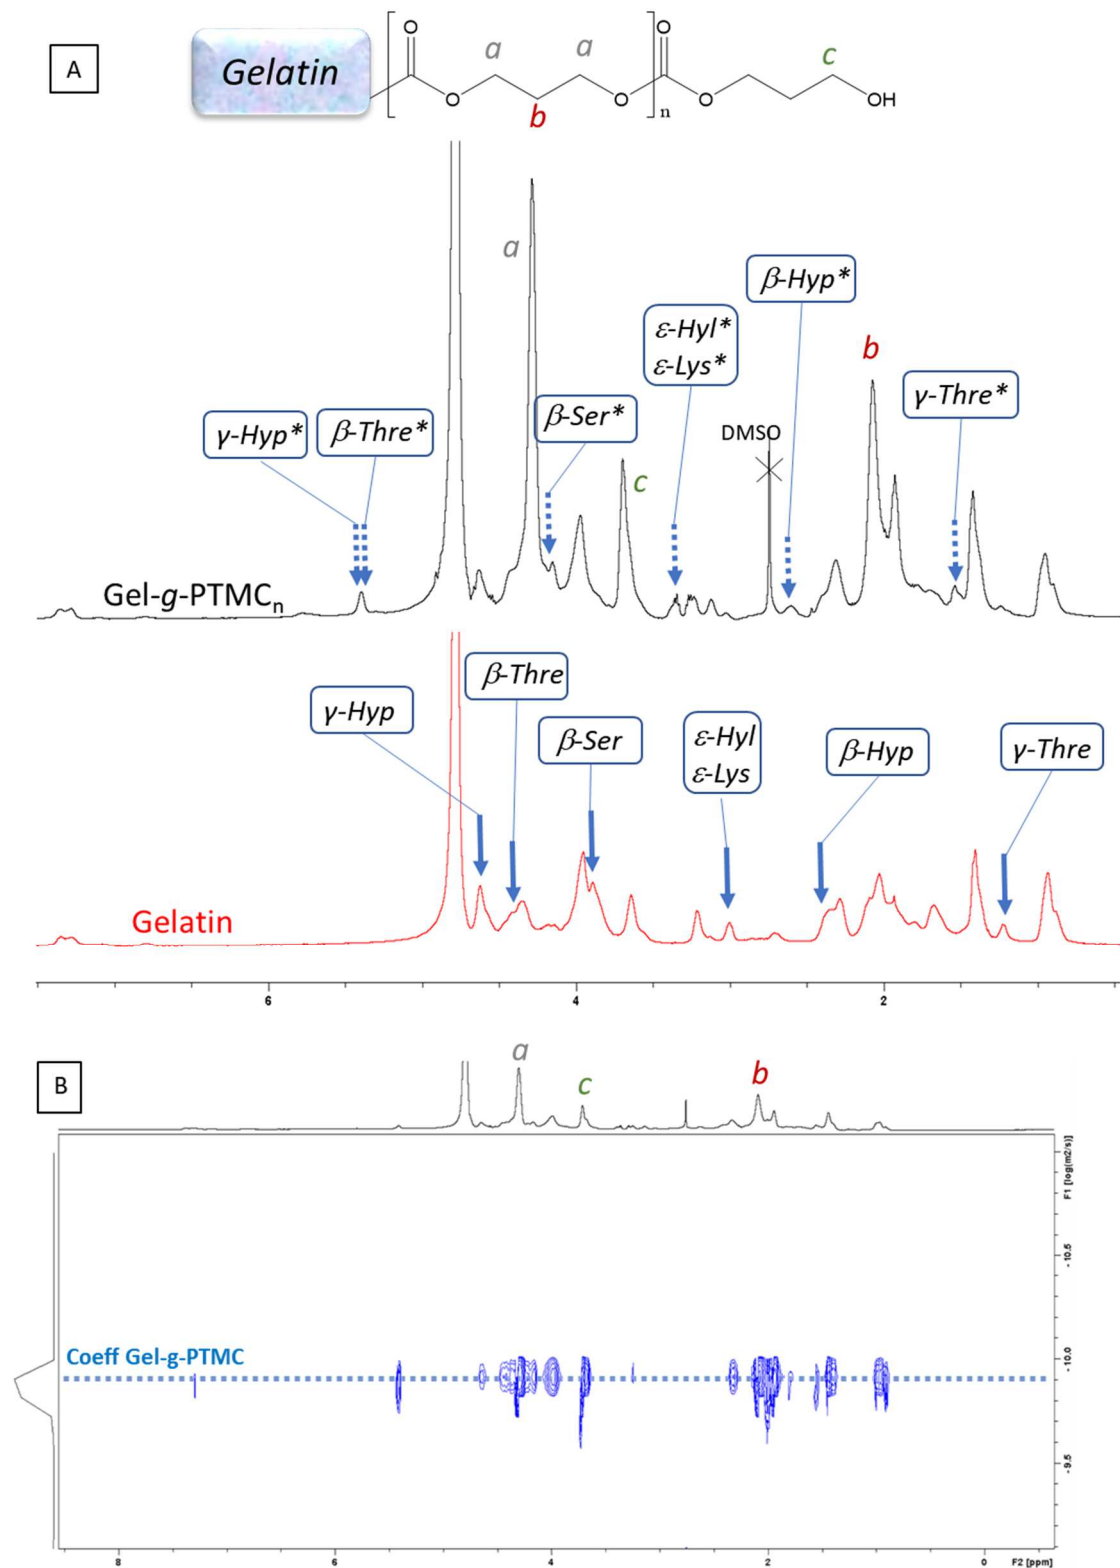 A
Gelatin
O
O
a
a
c
O
O
n
O
OH
b
a
β-Hyp*
ε-Hyl*
ε-Lys*
b
γ-Thre*
γ-Hyp*
β-Thre*
β-Ser*
DMSO
c
Gel-g-PTMCn
β-Thre
γ-Hyp
β-Ser
ε-Hyl
ε-Lys
β-Hyp
γ-Thre
Gelatin
6
4
2
B
a
c
b
F1 [log(m2/s)]
-10.5
Coeff Gel-g-PTMC
-10.0
-9.5
8
6
4
2
0
F2 [ppm]